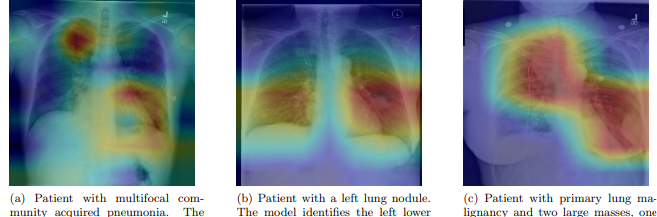 (a) Patient with multifocal com-
munity acquired pneumonia. The
(b) Patient with a left lung nodule.
The model identifies the left lower
(c) Patient with primary lung ma-
lignancy and two large masses, one